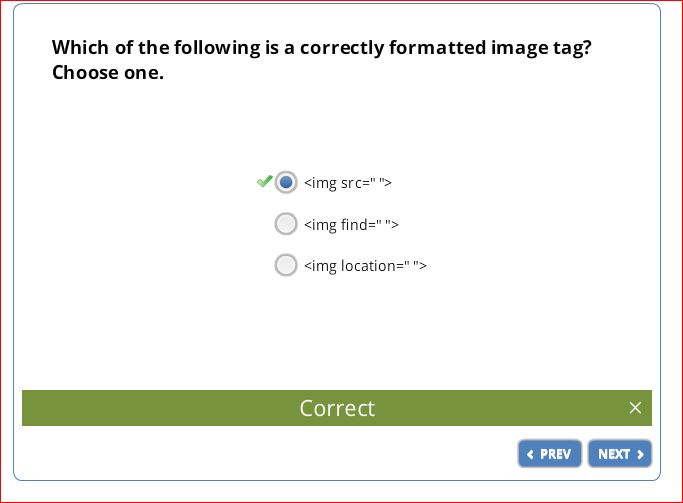 Which of the following is a correctly formatted image tag?
Choose one.
<img src=" ">
<img find=" ">
<img location=" ">
Correct
PREV
NEXT